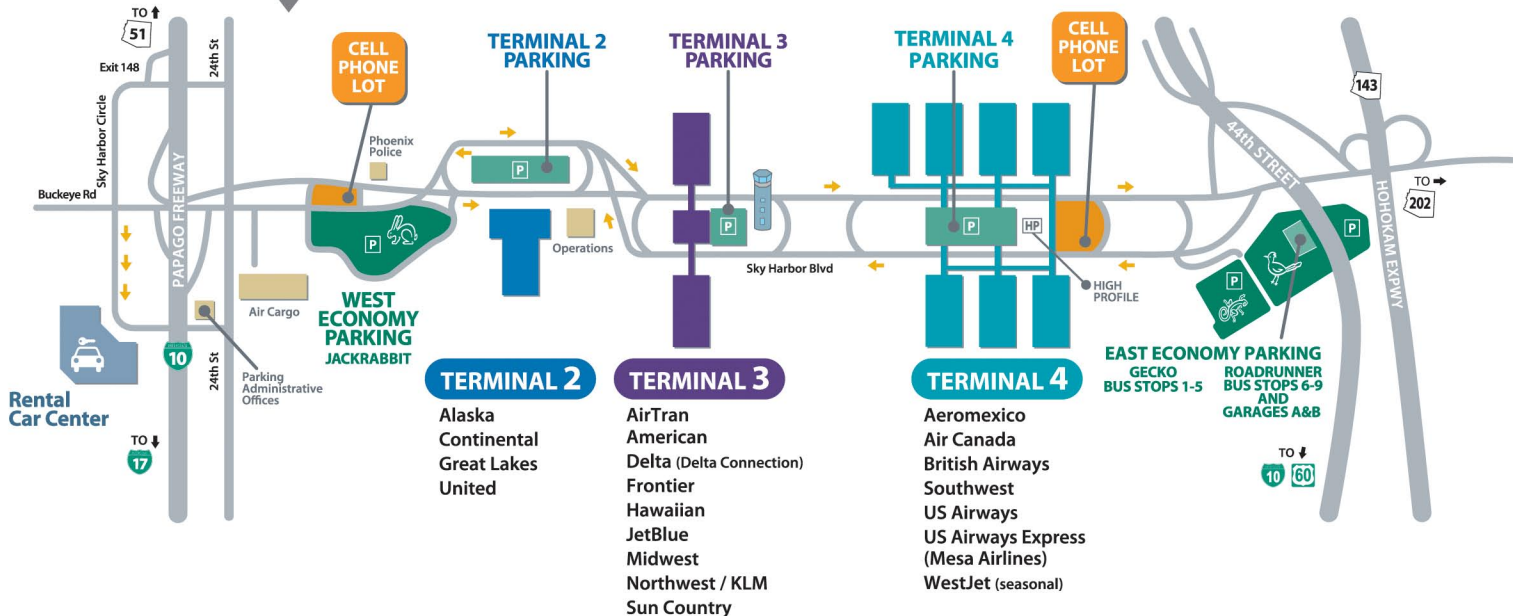 TO
51
Exit 148
24th St
Sky Harbor Circle
Buckeye Rd
PAPAGO FREEWAY
CELL
PHONE
LOT
Phoenix
Police
TERMINAL 2
PARKING
P
TERMINAL 3
PARKING
P
TERMINAL 4
PARKING
P
HP
CELL
PHONE
LOT
44th STREET
143
HOHOKAM EXPWY
TO
202
P
Operations
Sky Harbor Blvd
HIGH
PROFILE
P
P
Air Cargo
WEST
ECONOMY
PARKING
JACKRABBIT
10
24th St
Parking
Administrative
Offices
Rental
Car Center
TO
17
EAST ECONOMY PARKING
GECKO
BUS STOPS 1-5
ROADRUNNER
BUS STOPS 6-9
AND
GARAGES A&B
TO
10
60
TERMINAL 2
Alaska
Continental
Great Lakes
United
TERMINAL 3
AirTran
American
Delta (Delta Connection)
Frontier
Hawaiian
JetBlue
Midwest
Northwest / KLM
Sun Country
TERMINAL 4
Aeromexico
Air Canada
British Airways
Southwest
US Airways
US Airways Express
(Mesa Airlines)
WestJet (seasonal)